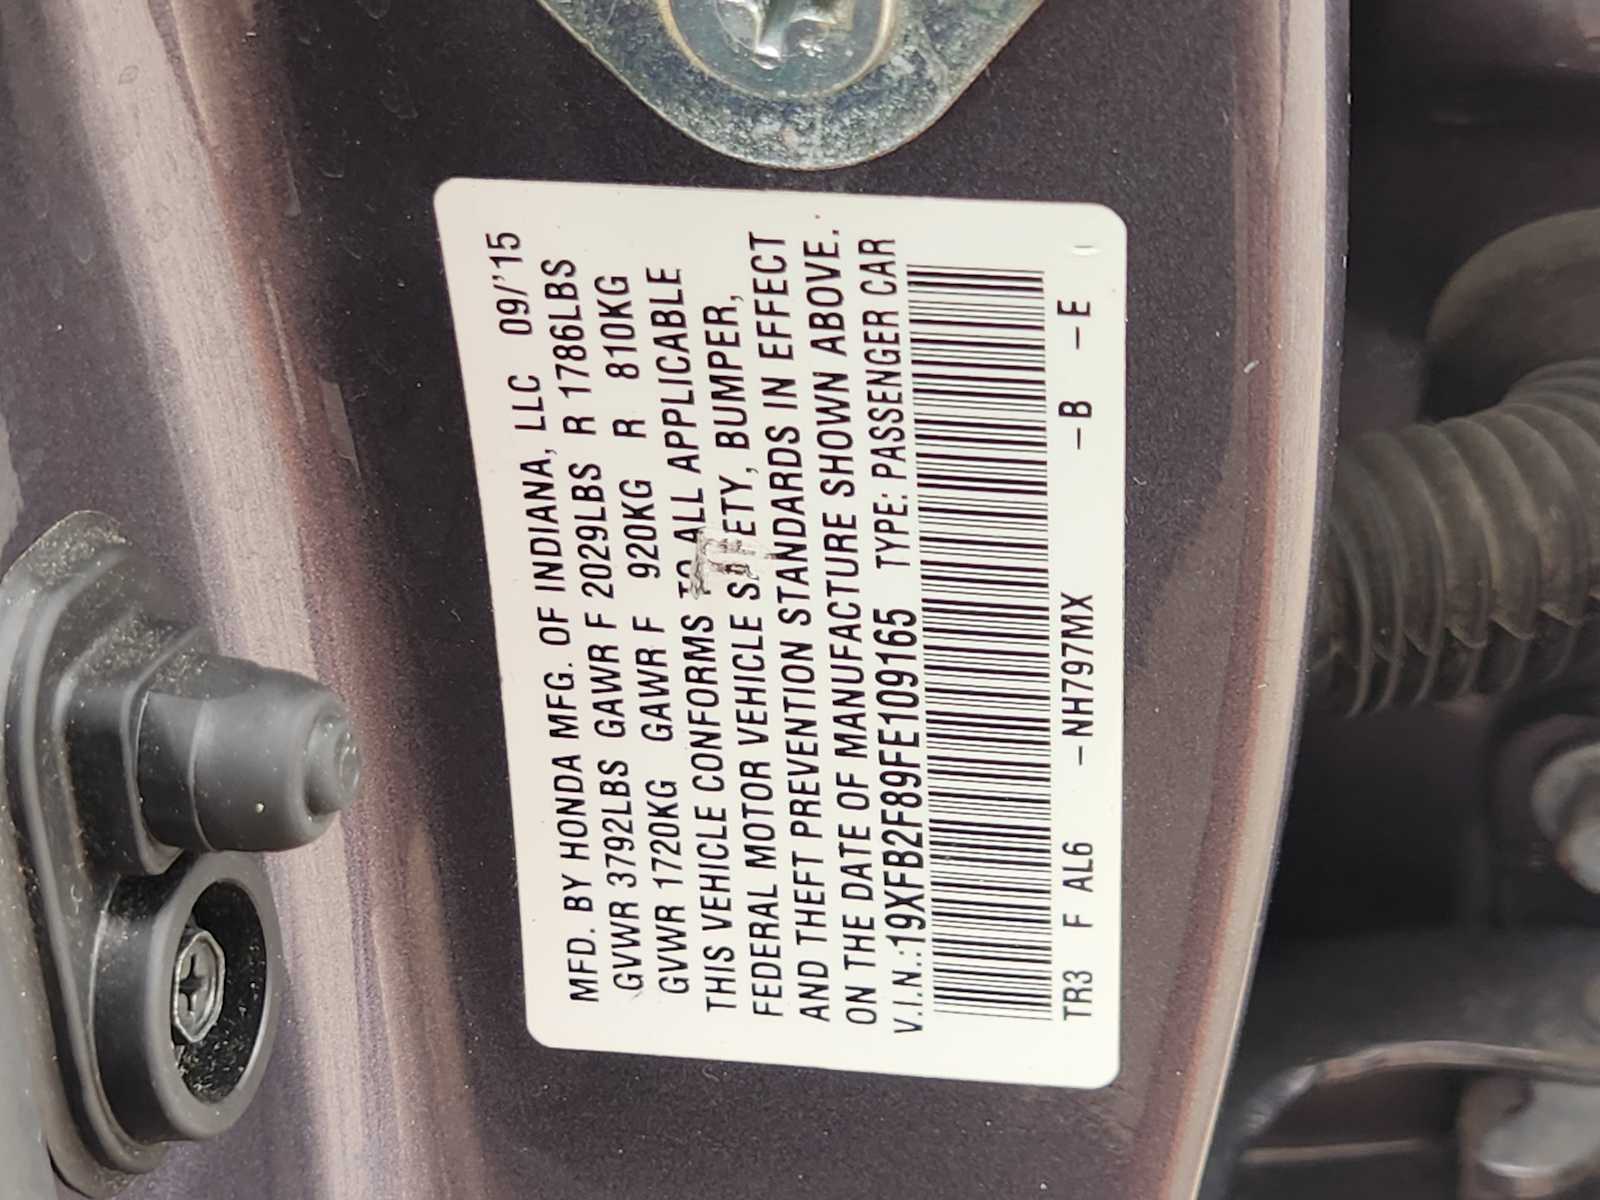 MFD. BY HONDA MFG. OF INDIANA, LLC 09/'15
GVWR 3792LBS GAWR F 2029LBS R 1786LBS
GVWR 1720KG GAWR F 920KG R 810KG
THIS VEHICLE CONFORMS TO ALL APPLICABLE
FEDERAL MOTOR VEHICLE SAFETY, BUMPER,
AND THEFT PREVENTION STANDARDS IN EFFECT
ON THE DATE OF MANUFACTURE SHOWN ABOVE.
V.I.N.:19XFB2F89FE109165 TYPE: PASSENGER CAR
TR3 F AL6 -NH797MX -B -E